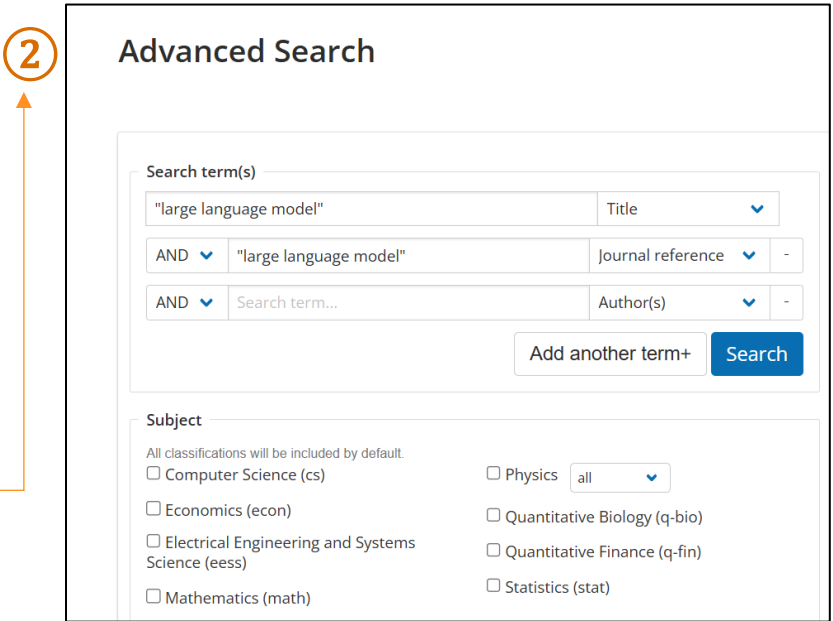 2
Advanced Search
Search term(s)
"large language model" Title
AND "large language model" Journal reference -
AND Search term... Author(s) -
Add another term+ Search
Subject
All classifications will be included by default.
Computer Science (cs)
Physics all
Economics (econ)
Quantitative Biology (q-bio)
Electrical Engineering and Systems
Science (eess)
Quantitative Finance (q-fin)
Mathematics (math)
Statistics (stat)